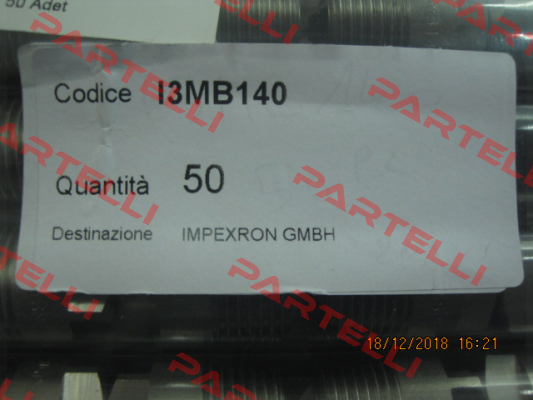 50 Adet
Codice I3MB140
Quantità 50
Destinazione IMPEXRON GMBH
18/12/2018 16:21
PARTELLI
PARTELLI
PARTELLI
PARTELLI
PARTELLI